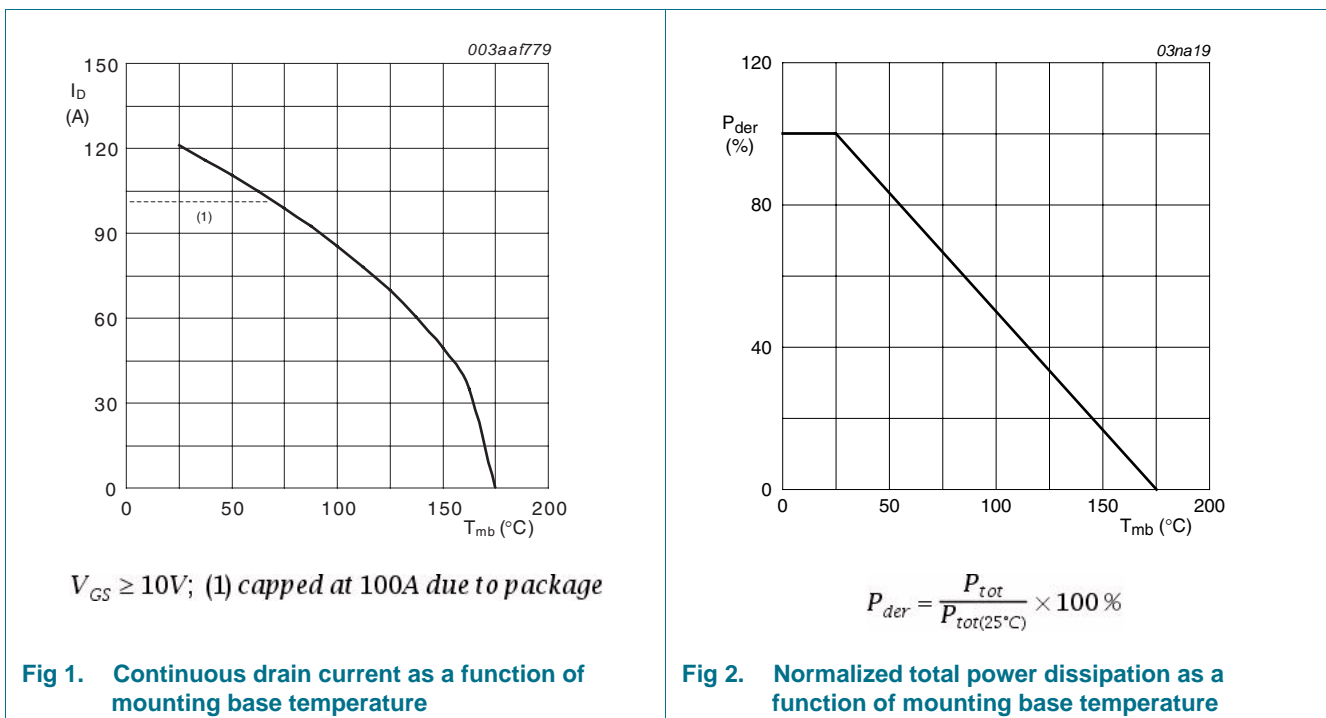 003aaf779
150
I_D
(A)
120
(1)
90
60
30
0
0 50 100 150 200
T_mb (°C)
V_GS ≥ 10V; (1) capped at 100A due to package
Fig 1. Continuous drain current as a function of
mounting base temperature
03na19
120
P_der
(%)
80
40
0
0 50 100 150 200
T_mb (°C)
P_der = P_tot / P_tot(25°C) × 100 %
Fig 2. Normalized total power dissipation as a
function of mounting base temperature